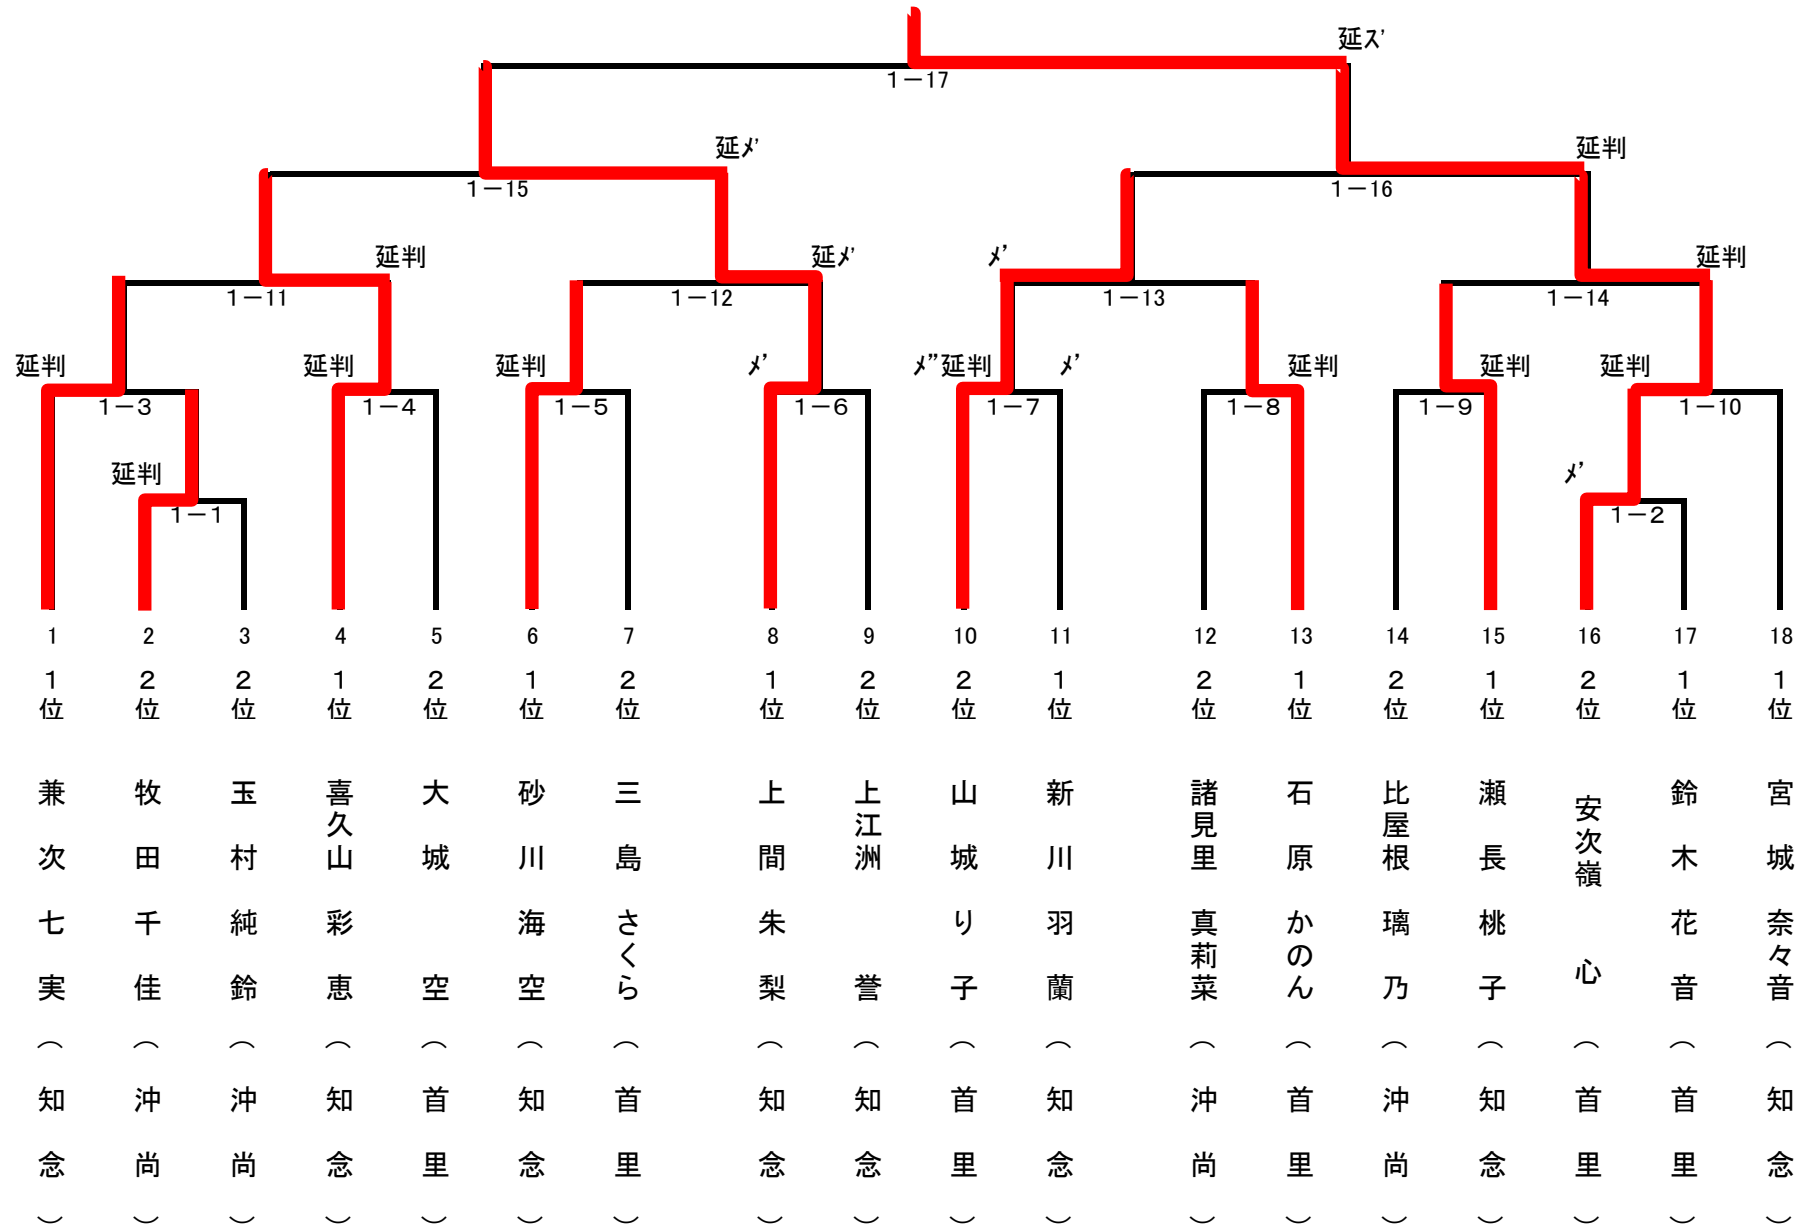 延ス’
1－17
延メ’
延判
1－15
1－16
延判
延メ’
メ’
延判
1－11
1－12
1－13
1－14
延判
延判
延判
メ’
メ”延判
メ’
延判
延判
延判
1－3
1－4
1－5
1－6
1－7
1－8
1－9
1－10
延判
メ’
1－1
1－2
1 1位 兼次七実（知念）
2 2位 牧田千佳（沖尚）
3 2位 玉村純鈴（沖尚）
4 1位 喜久山彩恵（知念）
5 2位 大城空（首里）
6 1位 砂川海空（知念）
7 2位 三島さくら（首里）
8 1位 上間朱梨（知念）
9 2位 上江洲誉（知念）
10 2位 山城り子（首里）
11 1位 新川羽蘭（知念）
12 2位 諸見里真莉菜（沖尚）
13 1位 石原かのん（首里）
14 2位 比屋根璃乃（沖尚）
15 1位 瀬長桃子（知念）
16 2位 安次嶺心（首里）
17 1位 鈴木花音（首里）
18 1位 宮城奈々音（知念）